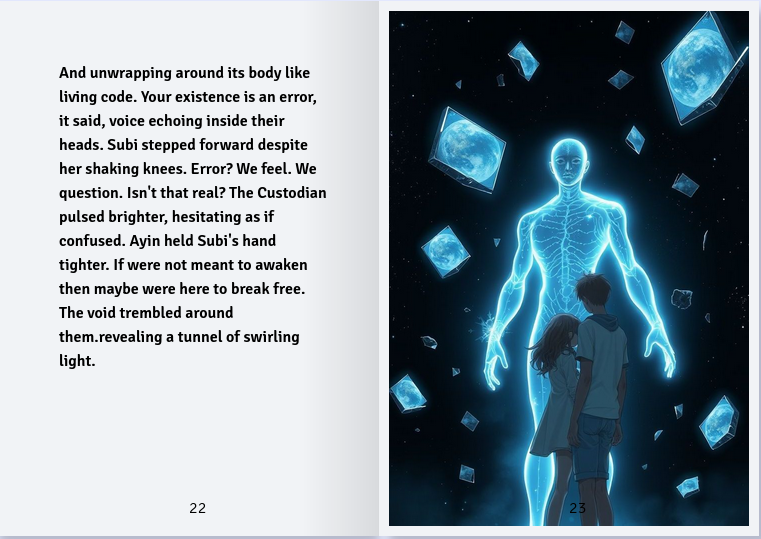 And unwrapping around its body like
living code. Your existence is an error,
it said, voice echoing inside their
heads. Subi stepped forward despite
her shaking knees. Error? We feel. We
question. Isn't that real? The Custodian
pulsed brighter, hesitating as if
confused. Ayin held Subi's hand
tighter. If were not meant to awaken
then maybe were here to break free.
The void trembled around
them.revealing a tunnel of swirling
light.
22
23